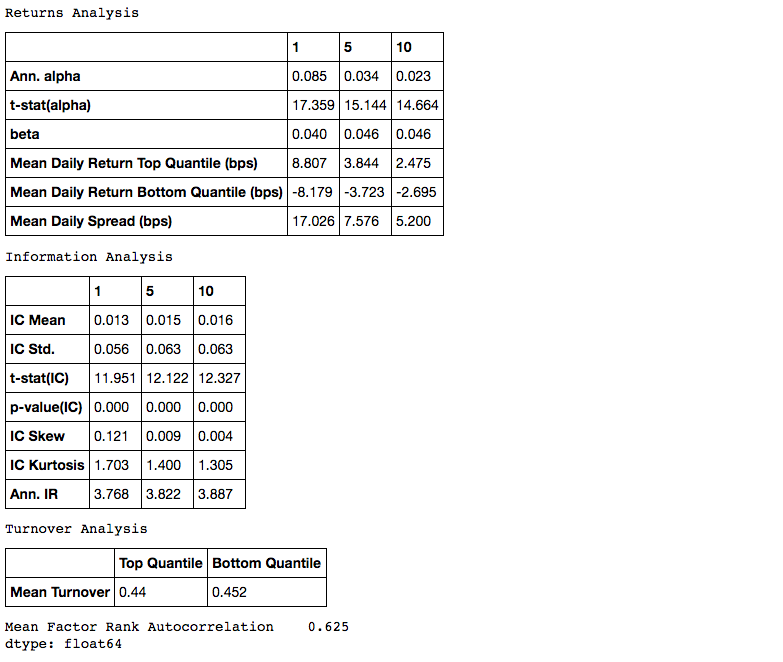 Returns Analysis
1 5 10
Ann. alpha 0.085 0.034 0.023
t-stat(alpha) 17.359 15.144 14.664
beta 0.040 0.046 0.046
Mean Daily Return Top Quantile (bps) 8.807 3.844 2.475
Mean Daily Return Bottom Quantile (bps) -8.179 -3.723 -2.695
Mean Daily Spread (bps) 17.026 7.576 5.200
Information Analysis
1 5 10
IC Mean 0.013 0.015 0.016
IC Std. 0.056 0.063 0.063
t-stat(IC) 11.951 12.122 12.327
p-value(IC) 0.000 0.000 0.000
IC Skew 0.121 0.009 0.004
IC Kurtosis 1.703 1.400 1.305
Ann. IR 3.768 3.822 3.887
Turnover Analysis
Top Quantile Bottom Quantile
Mean Turnover 0.44 0.452
Mean Factor Rank Autocorrelation 0.625
dtype: float64